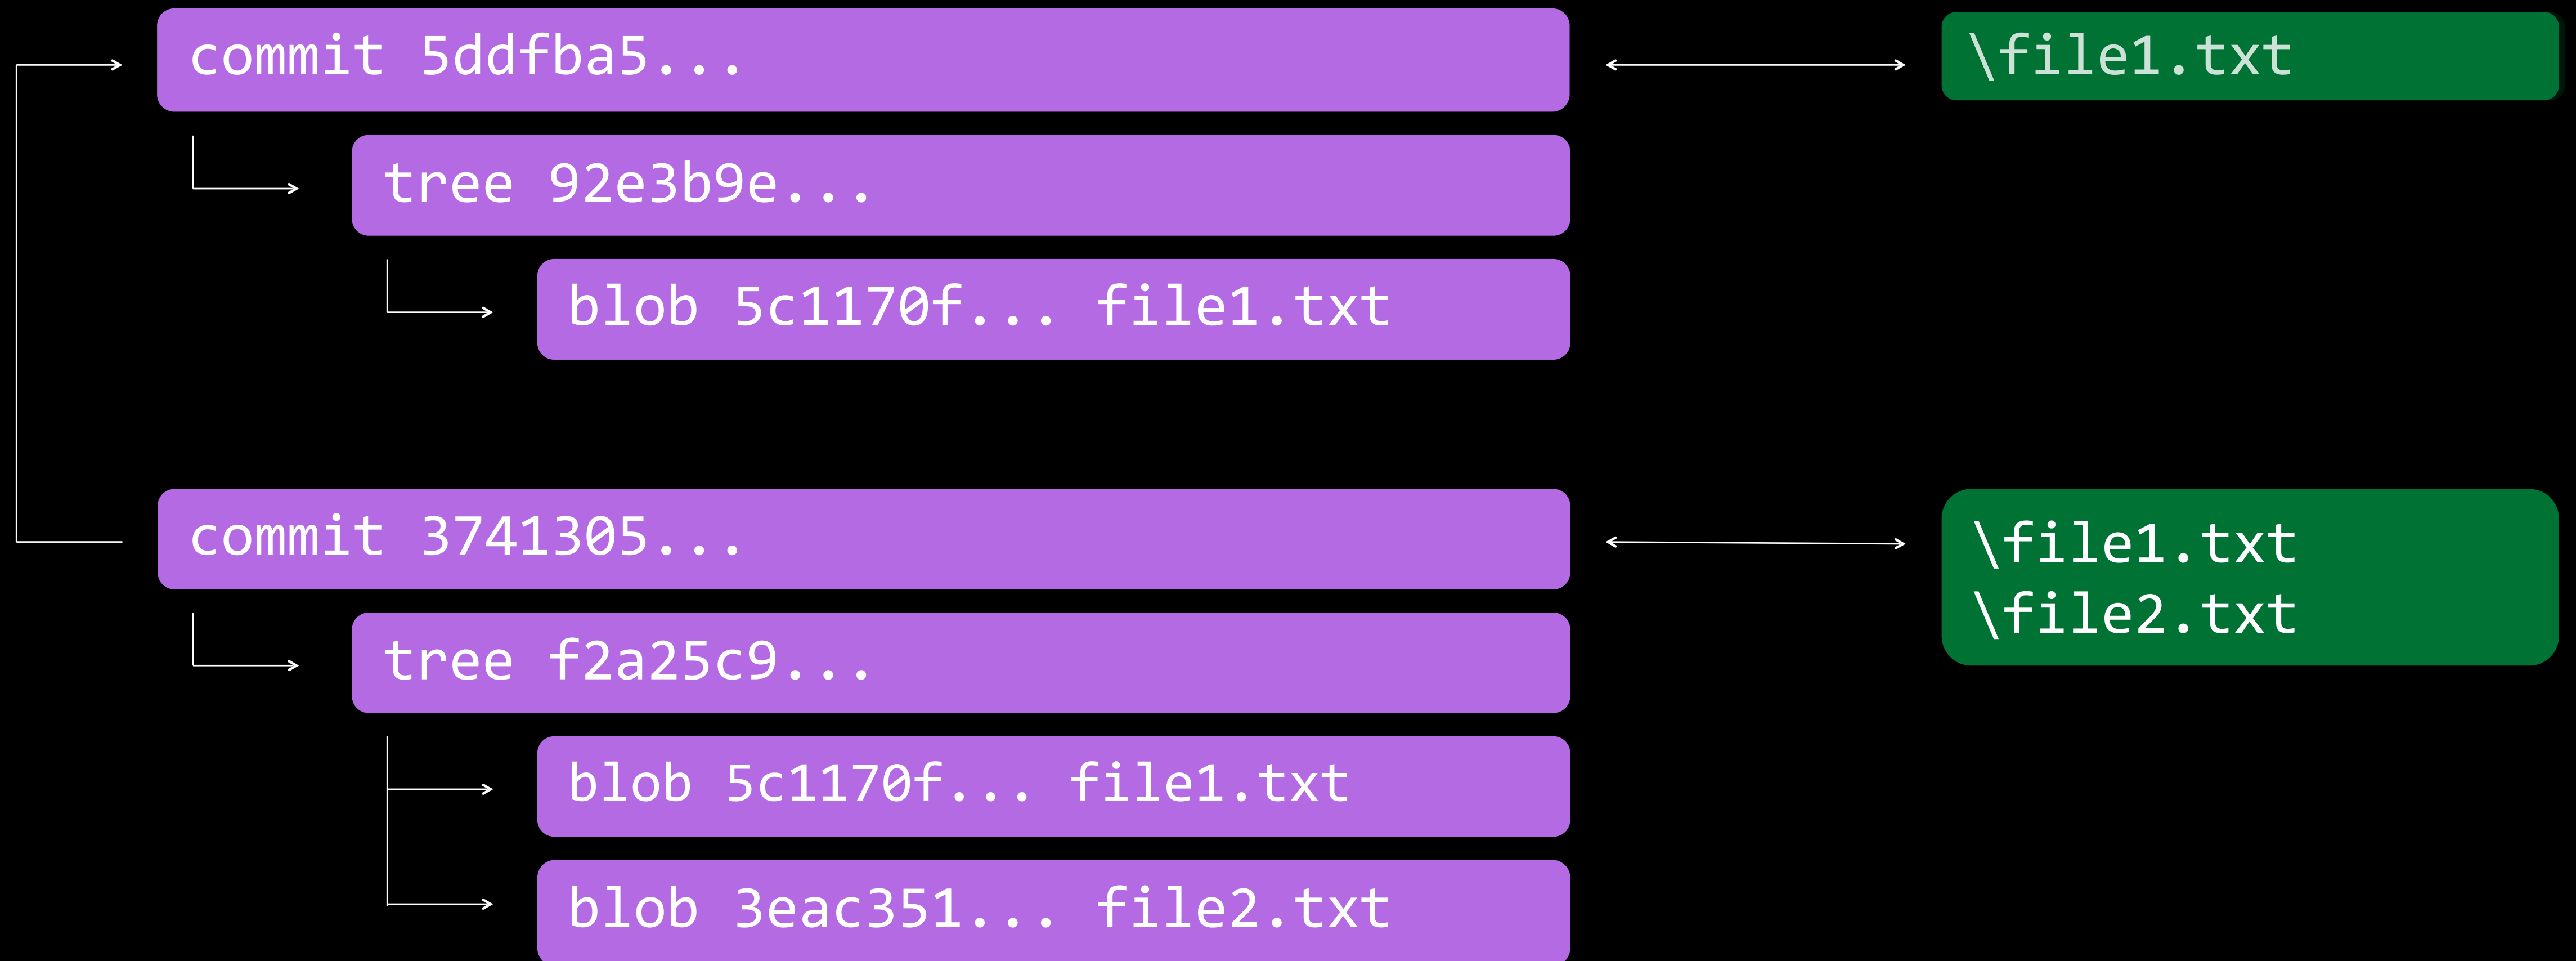 commit 5ddfba5...
\file1.txt
tree 92e3b9e...
blob 5c1170f... file1.txt
commit 3741305...
\file1.txt
\file2.txt
tree f2a25c9...
blob 5c1170f... file1.txt
blob 3eac351... file2.txt